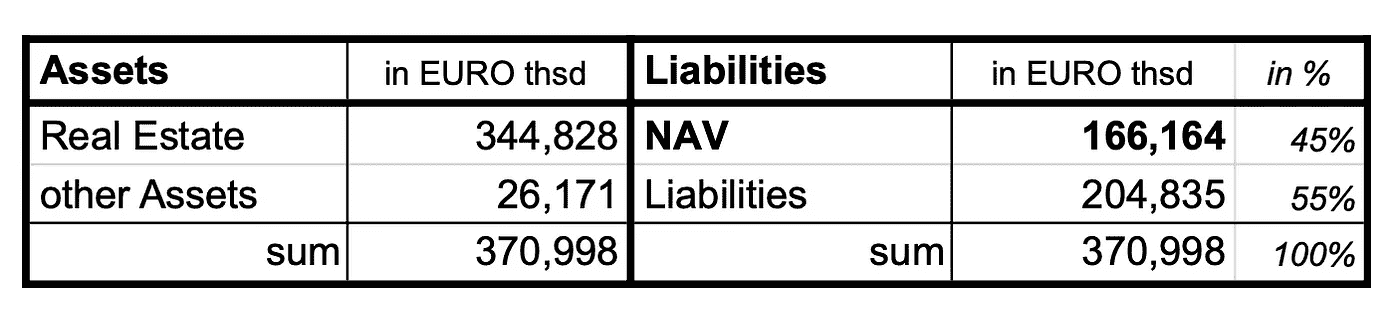 Assets in EURO thsd Liabilities in EURO thsd in %
Real Estate 344,828 NAV 166,164 45%
other Assets 26,171 Liabilities 204,835 55%
sum 370,998 sum 370,998 100%